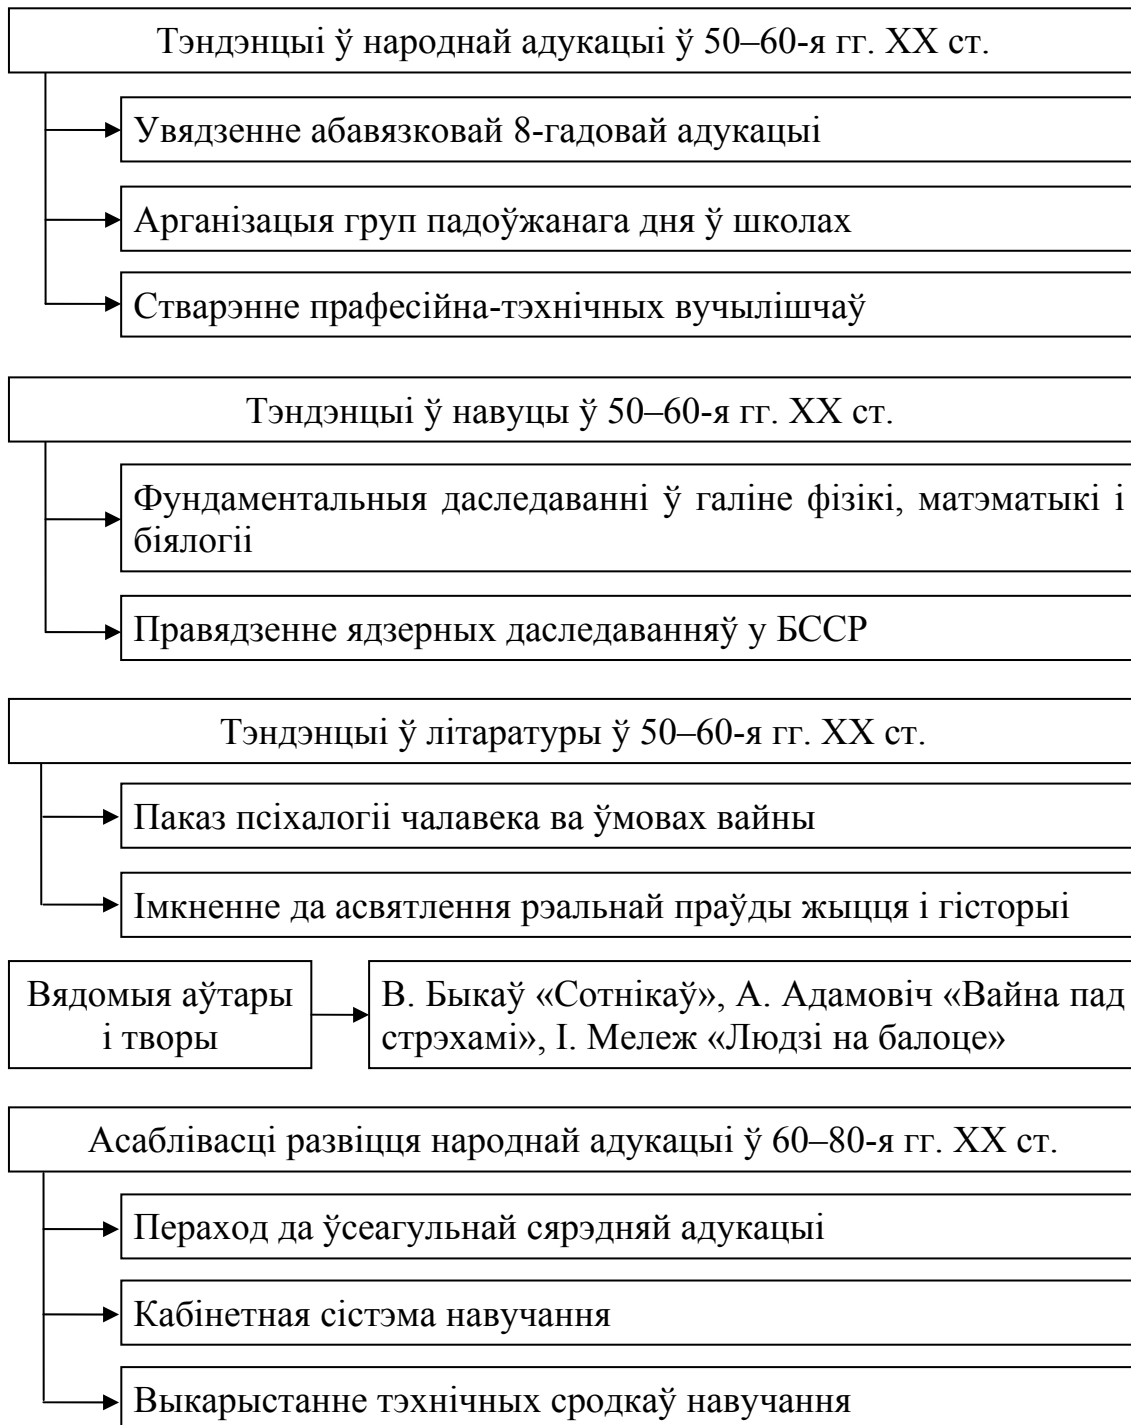 Тэндэнцыі ў народнай адукацыі ў 50–60-я гг. ХХ ст.
Увядзенне абавязковай 8-гадовай адукацыі
Арганізацыя груп падоўжанага дня ў школах
Стварэнне прафесійна-тэхнічных вучылішчаў
Тэндэнцыі ў навуцы ў 50–60-я гг. ХХ ст.
Фундаментальныя даследаванні ў галіне фізікі, матэматыкі і
біялогіі
Правядзенне ядзерных даследаванняў у БССР
Тэндэнцыі ў літаратуры ў 50–60-я гг. ХХ ст.
Паказ псіхалогіі чалавека ва ўмовах вайны
Імкненне да асвятлення рэальнай праўды жыцця і гісторыі
Вядомыя аўтары
і творы
В. Быкаў «Сотнікаў», А. Адамовіч «Вайна пад
стрэхамі», І. Мележ «Людзі на балоце»
Асаблівасці развіцця народнай адукацыі ў 60–80-я гг. ХХ ст.
Пераход да ўсеагульнай сярэдняй адукацыі
Кабінетная сістэма навучання
Выкарыстанне тэхнічных сродкаў навучання